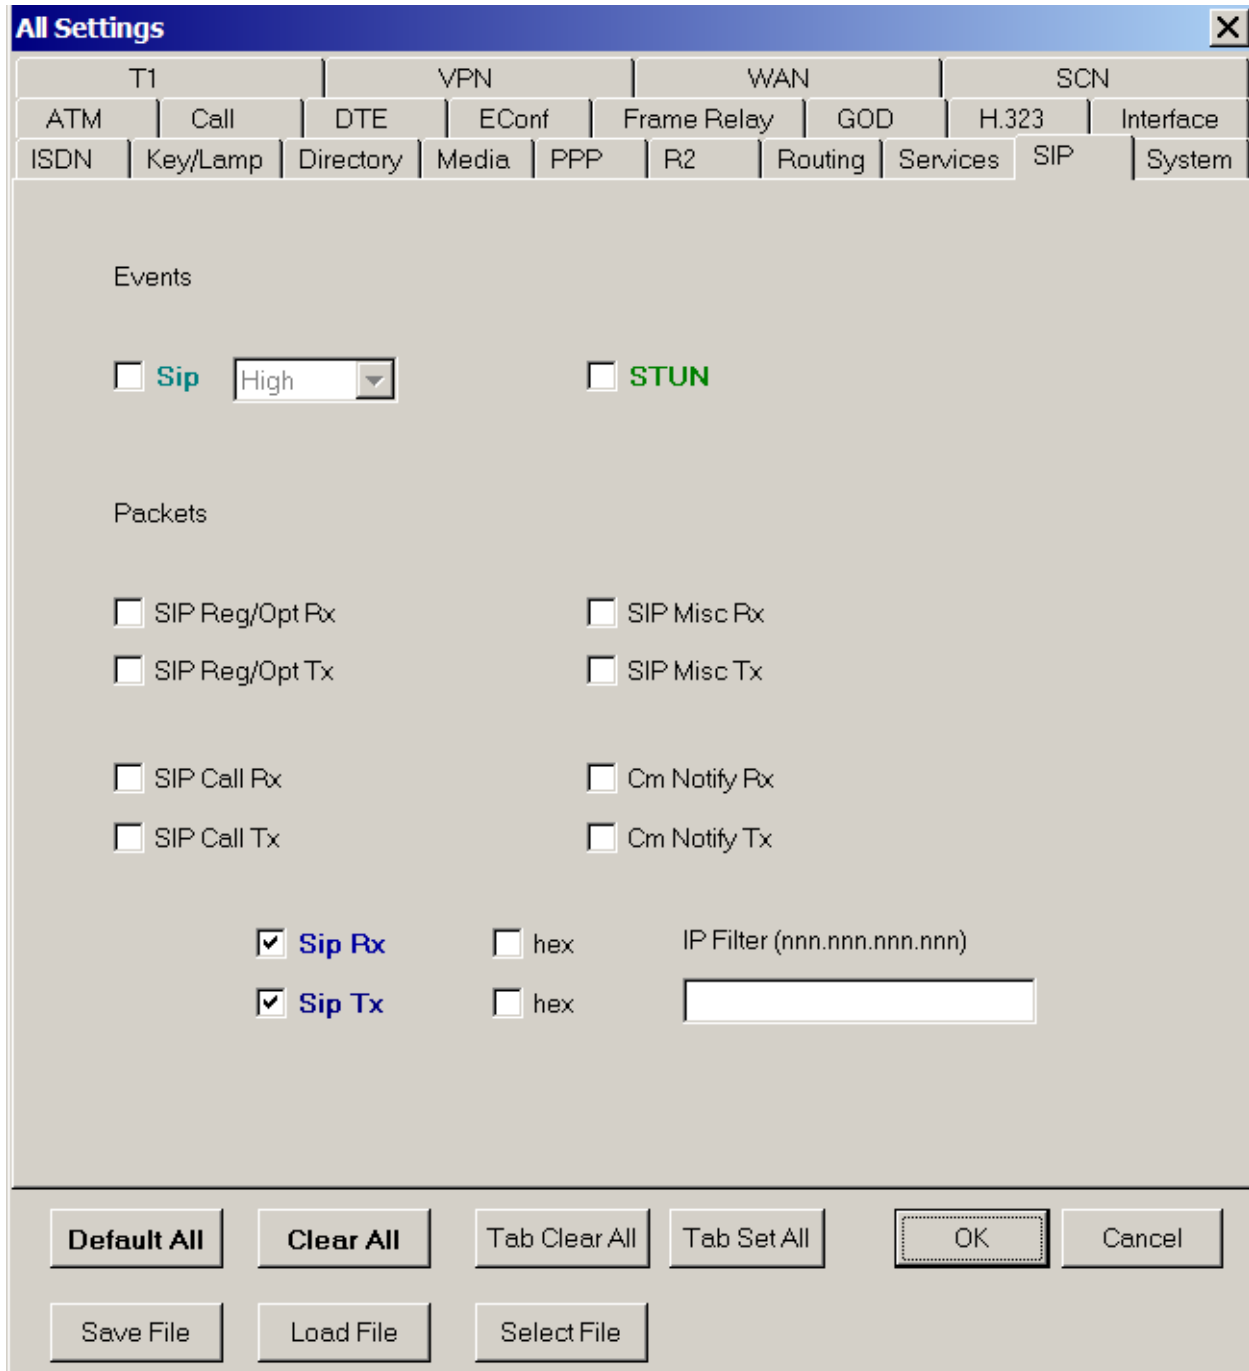 All Settings
T1 VPN WAN SCN
ATM Call DTE EConf Frame Relay GOD H.323 Interface
ISDN Key/Lamp Directory Media PPP R2 Routing Services SIP System
Events
Sip High STUN
Packets
SIP Reg/Opt Rx SIP Misc Rx
SIP Reg/Opt Tx SIP Misc Tx
SIP Call Rx Cm Notify Rx
SIP Call Tx Cm Notify Tx
Sip Rx hex IP Filter (nnn.nnn.nnn.nnn)
Sip Tx hex
Default All Clear All Tab Clear All Tab Set All OK Cancel
Save File Load File Select File